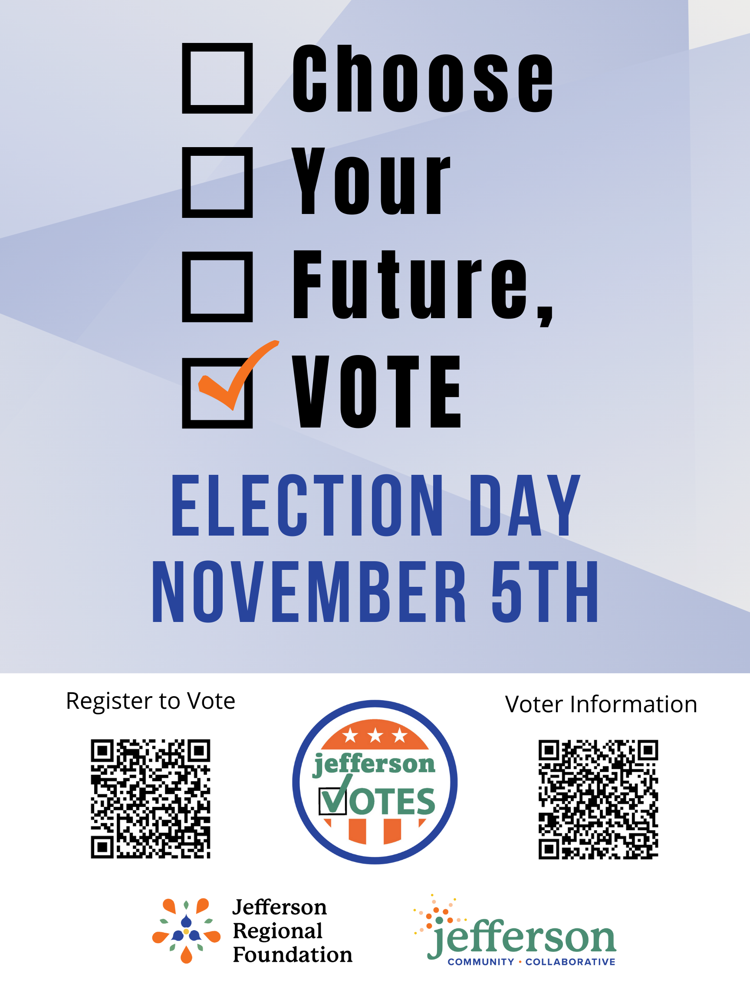 Choose
Your
Future,
VOTE
ELECTION DAY
NOVEMBER 5TH
Register to Vote
Voter Information
jefferson
VOTES
Jefferson
Regional
Foundation
jefferson
COMMUNITY • COLLABORATIVE